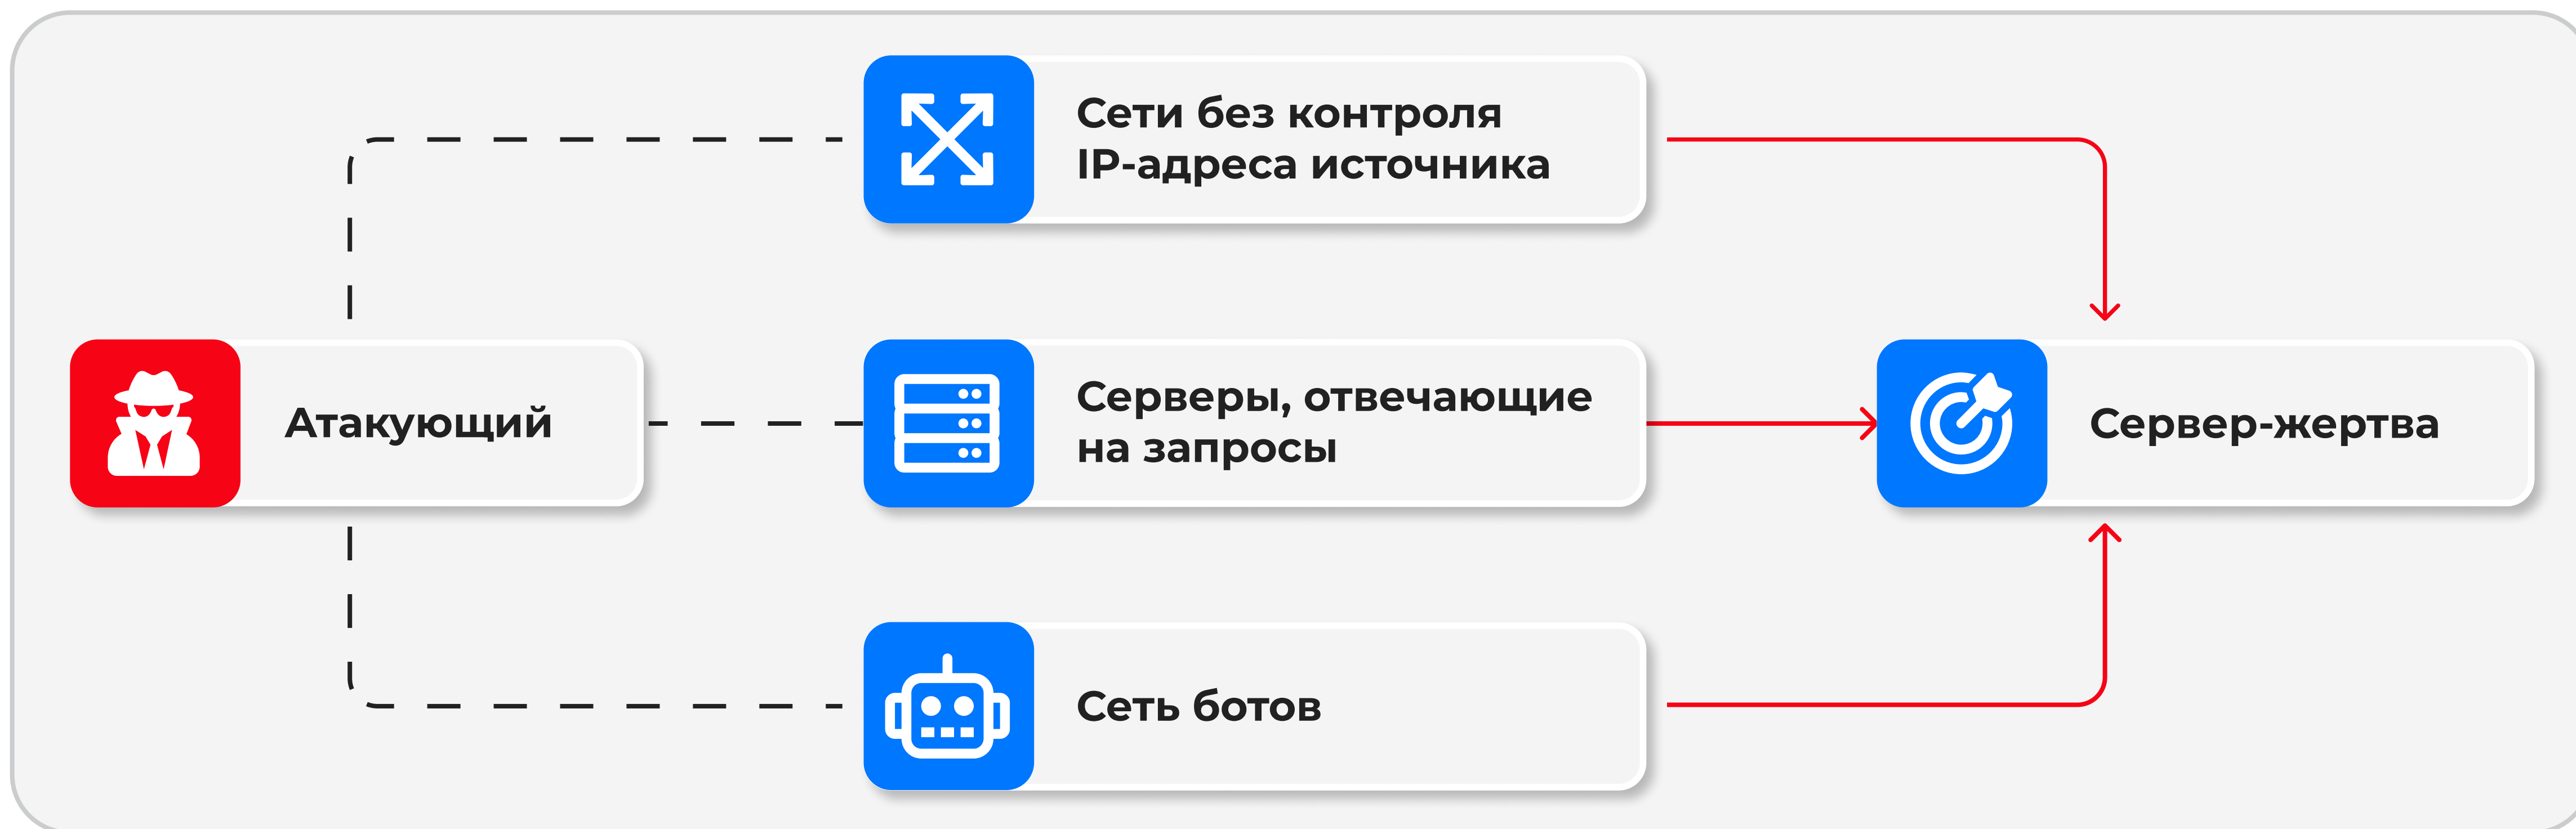 Сети без контроля
IP-адреса источника
Атакующий
Серверы, отвечающие
на запросы
Сервер-жертва
Сеть ботов